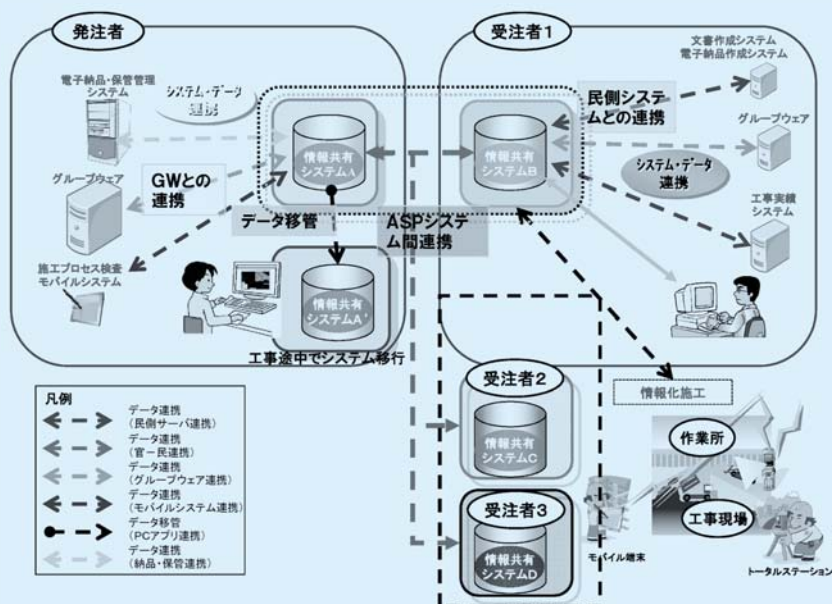 発注者
電子納品・保管管理
システム
システム・データ
連携
情報共有
システムA
グループウェア
GWとの
連携
データ移管
施工プロセス検査
モバイルシステム
情報共有
システムA'
工事途中でシステム移行
受注者1
文書作成システム
電子納品作成システム
民側システ
ムとの連携
グループウェア
情報共有
システムB
システム・データ
連携
工事実績
システム
ASPシステ
ム間連携
受注者2
情報共有
システムC
受注者3
情報共有
システムD
情報化施工
作業所
工事現場
モバイル端末
トータルステーション
凡例
データ連携
(民側サーバ連携)
データ連携
(官－民連携)
データ連携
(グループウェア連携)
データ連携
(モバイルシステム連携)
データ移管
(PCアプリ連携)
データ連携
(納品・保管連携)